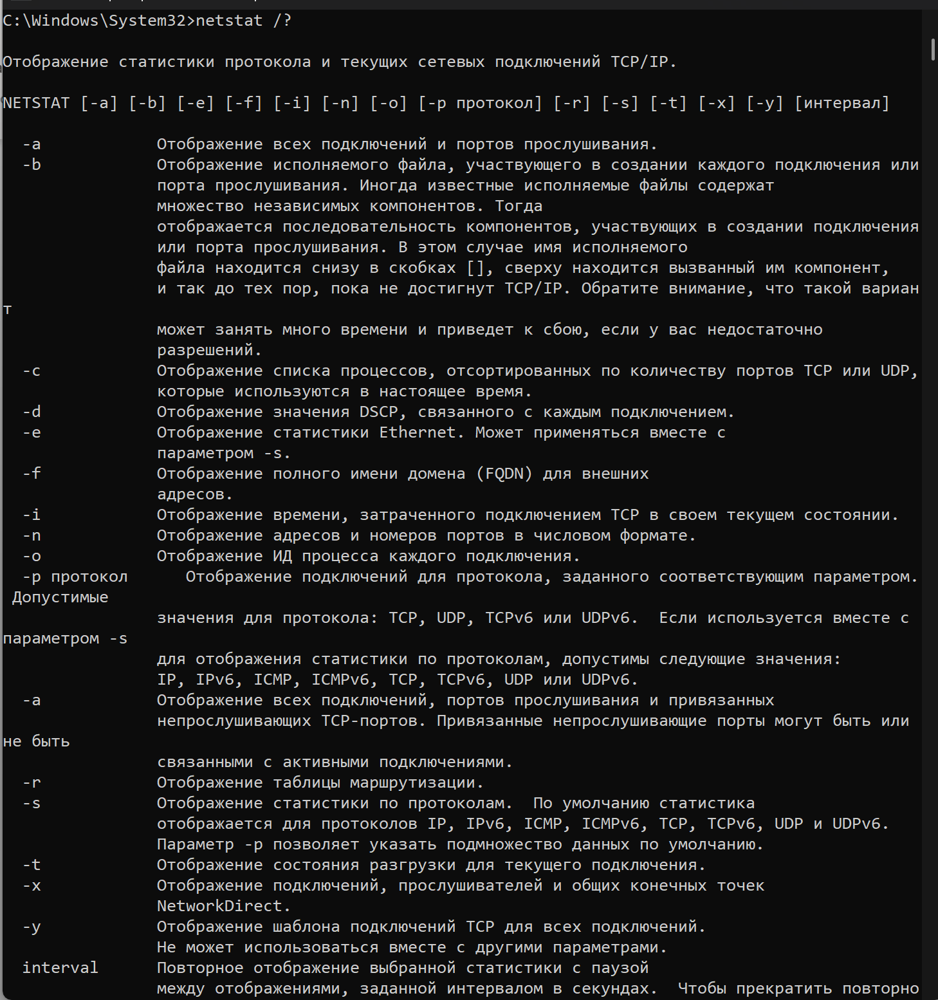 C:\Windows\System32>netstat /?
Отображение статистики протокола и текущих сетевых подключений TCP/IP.
NETSTAT [-a] [-b] [-e] [-f] [-i] [-n] [-o] [-p протокол] [-r] [-s] [-t] [-x] [-y] [интервал]
-a            Отображение всех подключений и портов прослушивания.
-b            Отображение исполняемого файла, участвующего в создании каждого подключения или
порта прослушивания. Иногда известные исполняемые файлы содержат
множество независимых компонентов. Тогда
отображается последовательность компонентов, участвующих в создании подключения
или порта прослушивания. В этом случае имя исполняемого
файла находится снизу в скобках [], сверху находится вызванный им компонент,
и так до тех пор, пока не достигнут TCP/IP. Обратите внимание, что такой вариан
т
может занять много времени и приведет к сбою, если у вас недостаточно
разрешений.
-c            Отображение списка процессов, отсортированных по количеству портов TCP или UDP,
которые используются в настоящее время.
-d            Отображение значения DSCP, связанного с каждым подключением.
-e            Отображение статистики Ethernet. Может применяться вместе с
параметром -s.
-f            Отображение полного имени домена (FQDN) для внешних
адресов.
-i            Отображение времени, затраченного подключением TCP в своем текущем состоянии.
-n            Отображение адресов и номеров портов в числовом формате.
-o            Отображение ИД процесса каждого подключения.
-p протокол      Отображение подключений для протокола, заданного соответствующим параметром.
Допустимые
значения для протокола: TCP, UDP, TCPv6 или UDPv6.  Если используется вместе с
параметром -s
для отображения статистики по протоколам, допустимы следующие значения:
IP, IPv6, ICMP, ICMPv6, TCP, TCPv6, UDP или UDPv6.
-a            Отображение всех подключений, портов прослушивания и привязанных
непрослушивающих TCP-портов. Привязанные непрослушивающие порты могут быть или
не быть
связанными с активными подключениями.
-r            Отображение таблицы маршрутизации.
-s            Отображение статистики по протоколам.  По умолчанию статистика
отображается для протоколов IP, IPv6, ICMP, ICMPv6, TCP, TCPv6, UDP и UDPv6.
Параметр -p позволяет указать подмножество данных по умолчанию.
-t            Отображение состояния разгрузки для текущего подключения.
-x            Отображение подключений, прослушивателей и общих конечных точек
NetworkDirect.
-y            Отображение шаблона подключений TCP для всех подключений.
Не может использоваться вместе с другими параметрами.
interval      Повторное отображение выбранной статистики с паузой
между отображениями, заданной интервалом в секундах.  Чтобы прекратить повторно